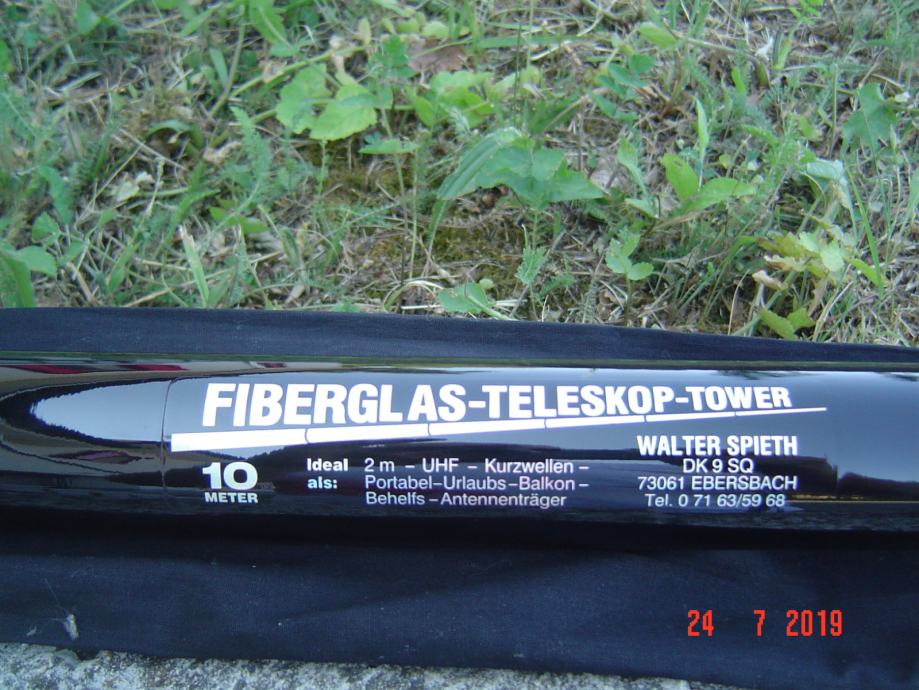 FIBERGLAS-TELESKOP-TOWER
10
METER
Ideal
als:
2 m – UHF – Kurzwellen –
Portabel-Urlaubs-Balkon –
Behelfs-Antennenträger
WALTER SPIETH
DK 9 SQ
73061 EBERSBACH
Tel. 0 71 63/59 68
24 7 2019